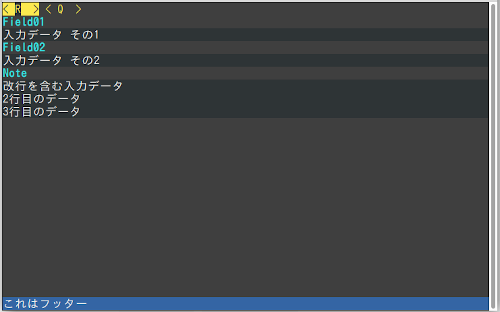 < R > < Q >
Field01
入力データ その1
Field02
入力データ その2
Note
改行を含む入力データ
2行目のデータ
3行目のデータ
これはフッター